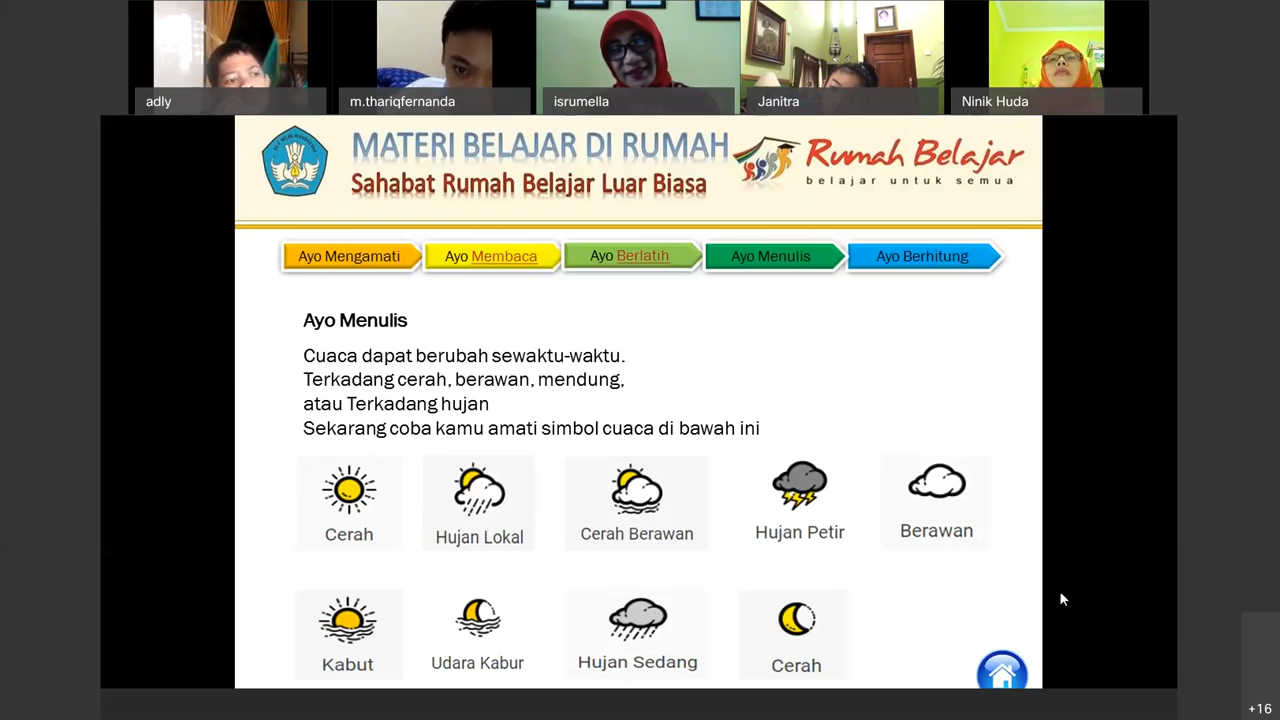 adly
m.thariqfernanda
isrumella
Janitra
Ninik Huda
MATERI BELAJAR DI RUMAH
Sahabat Rumah Belajar Luar Biasa
Rumah Belajar
belajar untuk semua
Ayo Mengamati
Ayo Membaca
Ayo Berlatih
Ayo Menulis
Ayo Berhitung
Ayo Menulis
Cuaca dapat berubah sewaktu-waktu.
Terkadang cerah, berawan, mendung,
atau Terkadang hujan
Sekarang coba kamu amati simbol cuaca di bawah ini
Cerah
Hujan Lokal
Cerah Berawan
Hujan Petir
Berawan
Kabut
Udara Kabur
Hujan Sedang
Cerah
+16